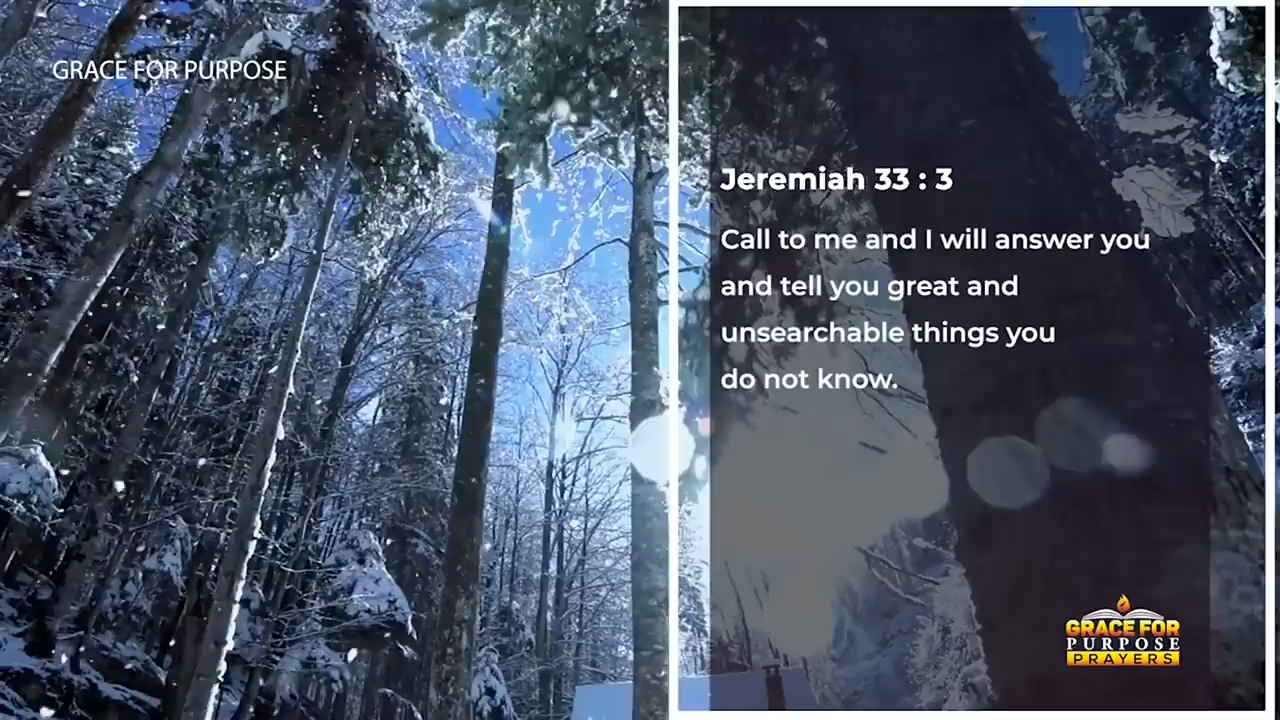 GRACE FOR PURPOSE
Jeremiah 33 : 3
Call to me and I will answer you
and tell you great and
unsearchable things you
do not know.
GRACE FOR
PURPOSE
PRAYERS